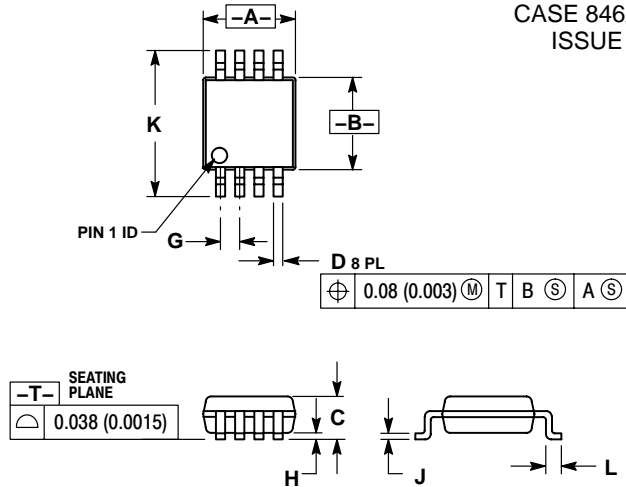 –A–
CASE 846
ISSUE
K
–B–
PIN 1 ID
G
D 8 PL
⌖ 0.08 (0.003) Ⓜ T B Ⓢ A Ⓢ
–T– SEATING
PLANE
⌓ 0.038 (0.0015)
C
H
J
L